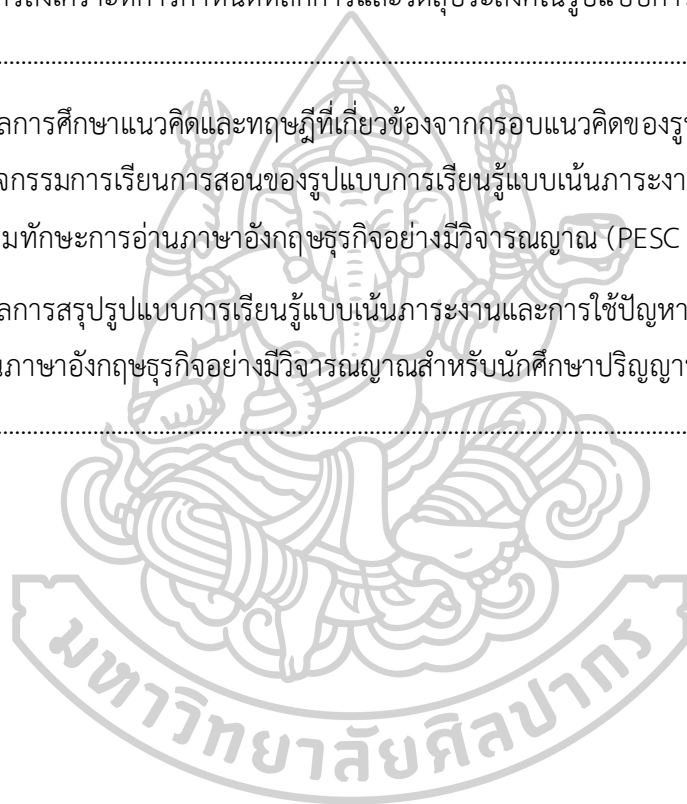 ................................................................
ลการศึกษาแนวคิดและทฤษฎีที่เกี่ยวข้องจากกรอบแนวคิดของรู
จกรรมการเรียนการสอนของรูปแบบการเรียนรู้แบบเน้นภาระงา
มทักษะการอ่านภาษาอังกฤษธุรกิจอย่างมีวิจารณญาณ (PESC
ลการสรุปรูปแบบการเรียนรู้แบบเน้นภาระงานและการใช้ปัญหา
นภาษาอังกฤษธุรกิจอย่างมีวิจารณญาณสำหรับนักศึกษาปริญญา
................................................................
มหาวิทยาลัยศิลปากร